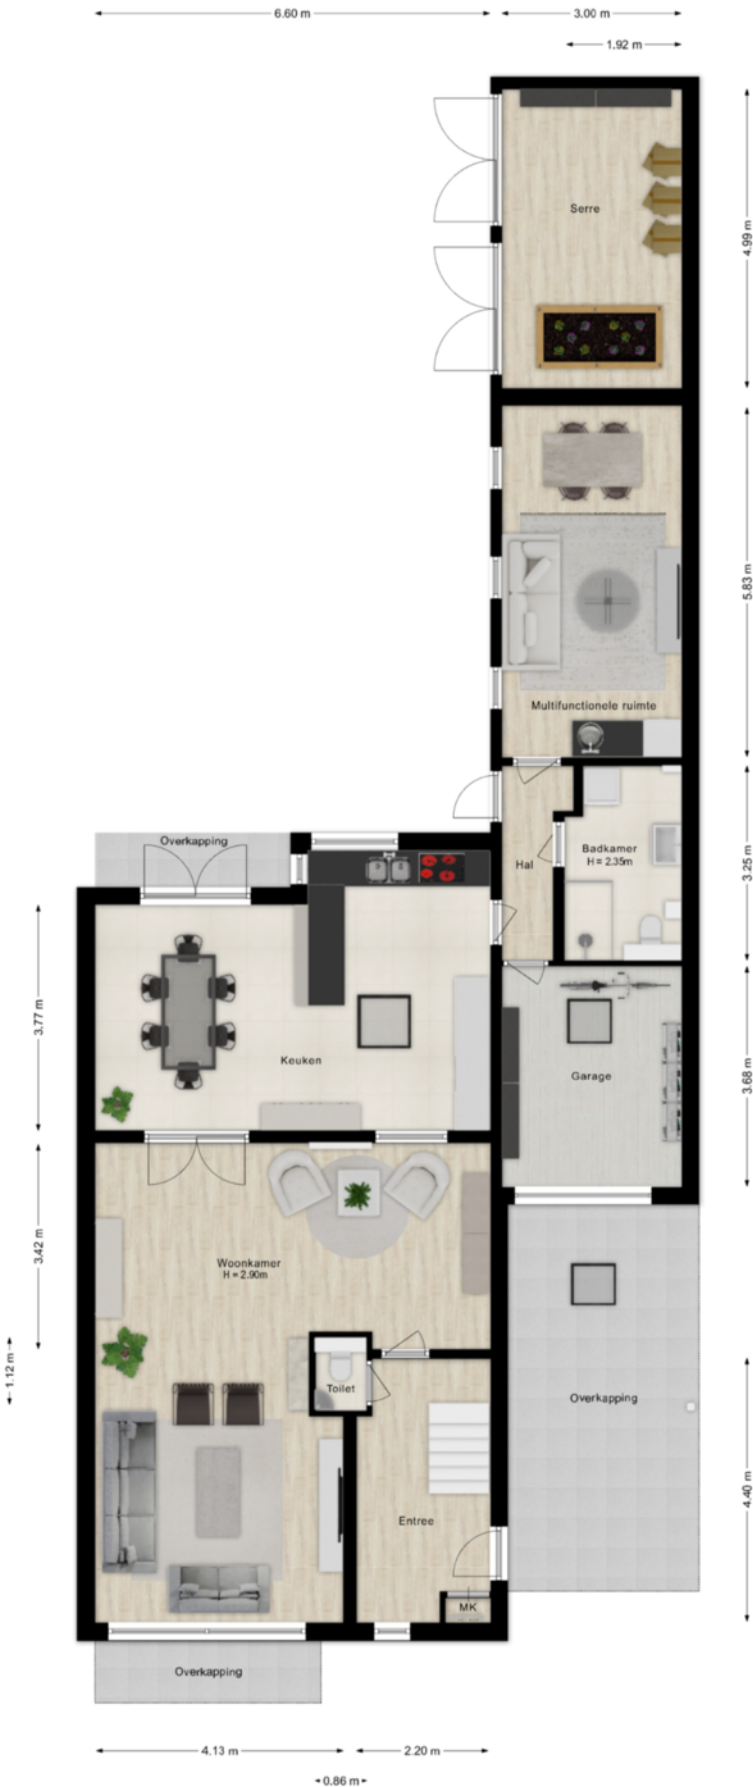 6.60 m
3.00 m
1.92 m
4.99 m
Serre
5.83 m
Multifunctionele ruimte
Overkapping
Hal
Badkamer
H = 2.35m
3.25 m
3.77 m
Keuken
Garage
3.68 m
3.42 m
Woonkamer
H = 2.90m
1.12 m
Toilet
Overkapping
4.40 m
Entree
MK
Overkapping
4.13 m
2.20 m
0.86 m